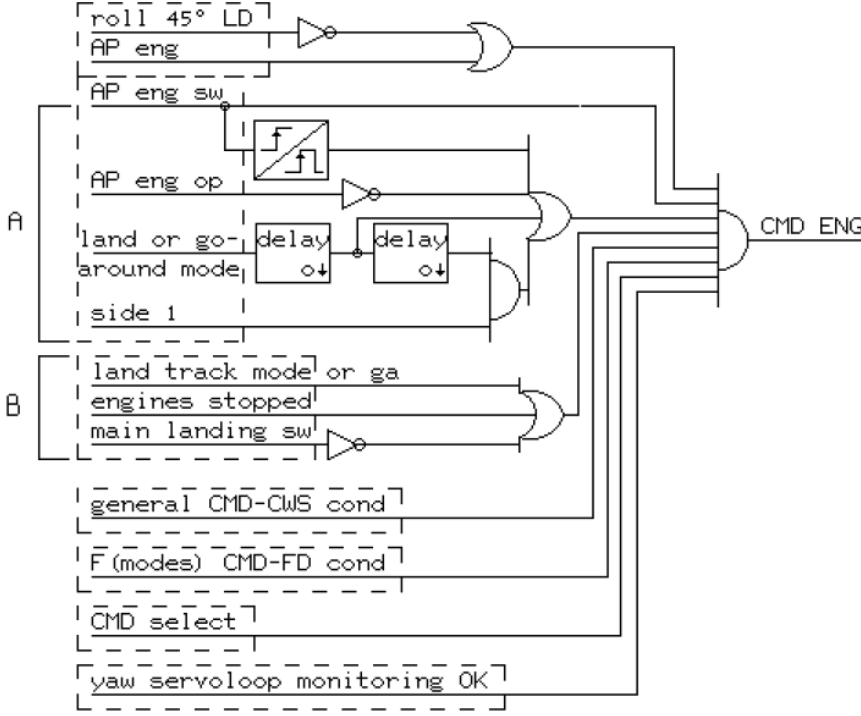 roll 45° LD
AP eng
AP eng sw
AP eng op
A
land or go-
around mode
delay
o↓
delay
o↓
CMD ENG
side 1
B
land track mode or ga
engines stopped
main landing sw
general CMD-CWS cond
F(modes) CMD-FD cond
CMD select
yaw servoloop monitoring OK